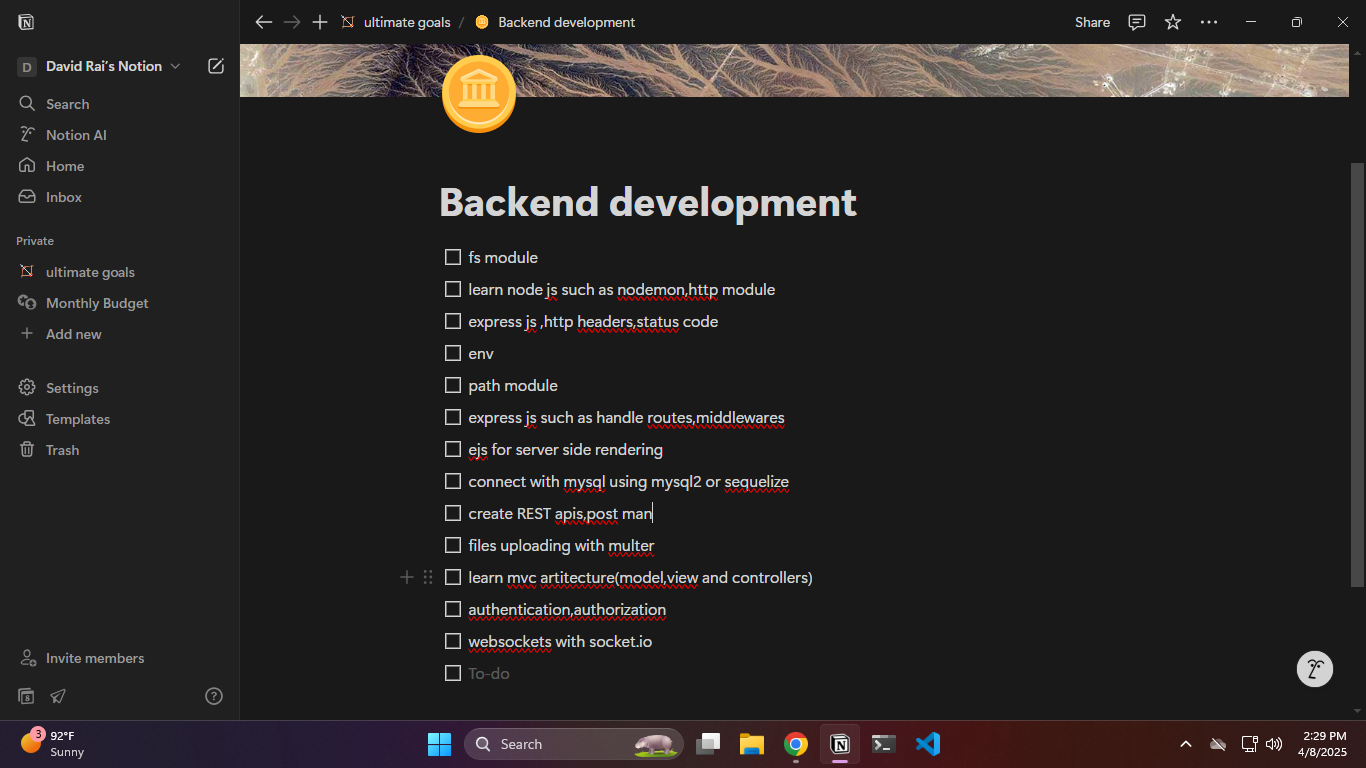 ultimate goals / Backend development
Share
D David Rai's Notion
Search
Notion AI
Home
Inbox
Private
ultimate goals
Monthly Budget
Add new
Settings
Templates
Trash
Invite members
8
?
Backend development
fs module
learn node js such as nodemon,http module
express js ,http headers,status code
env
path module
express js such as handle routes,middlewares
ejs for server side rendering
connect with mysql using mysql2 or sequelize
create REST apis,post man
files uploading with multer
learn mvc artitecture(model,view and controllers)
authentication,authorization
websockets with socket.io
To-do
3
92°F
Sunny
Search
2:29 PM
4/8/2025